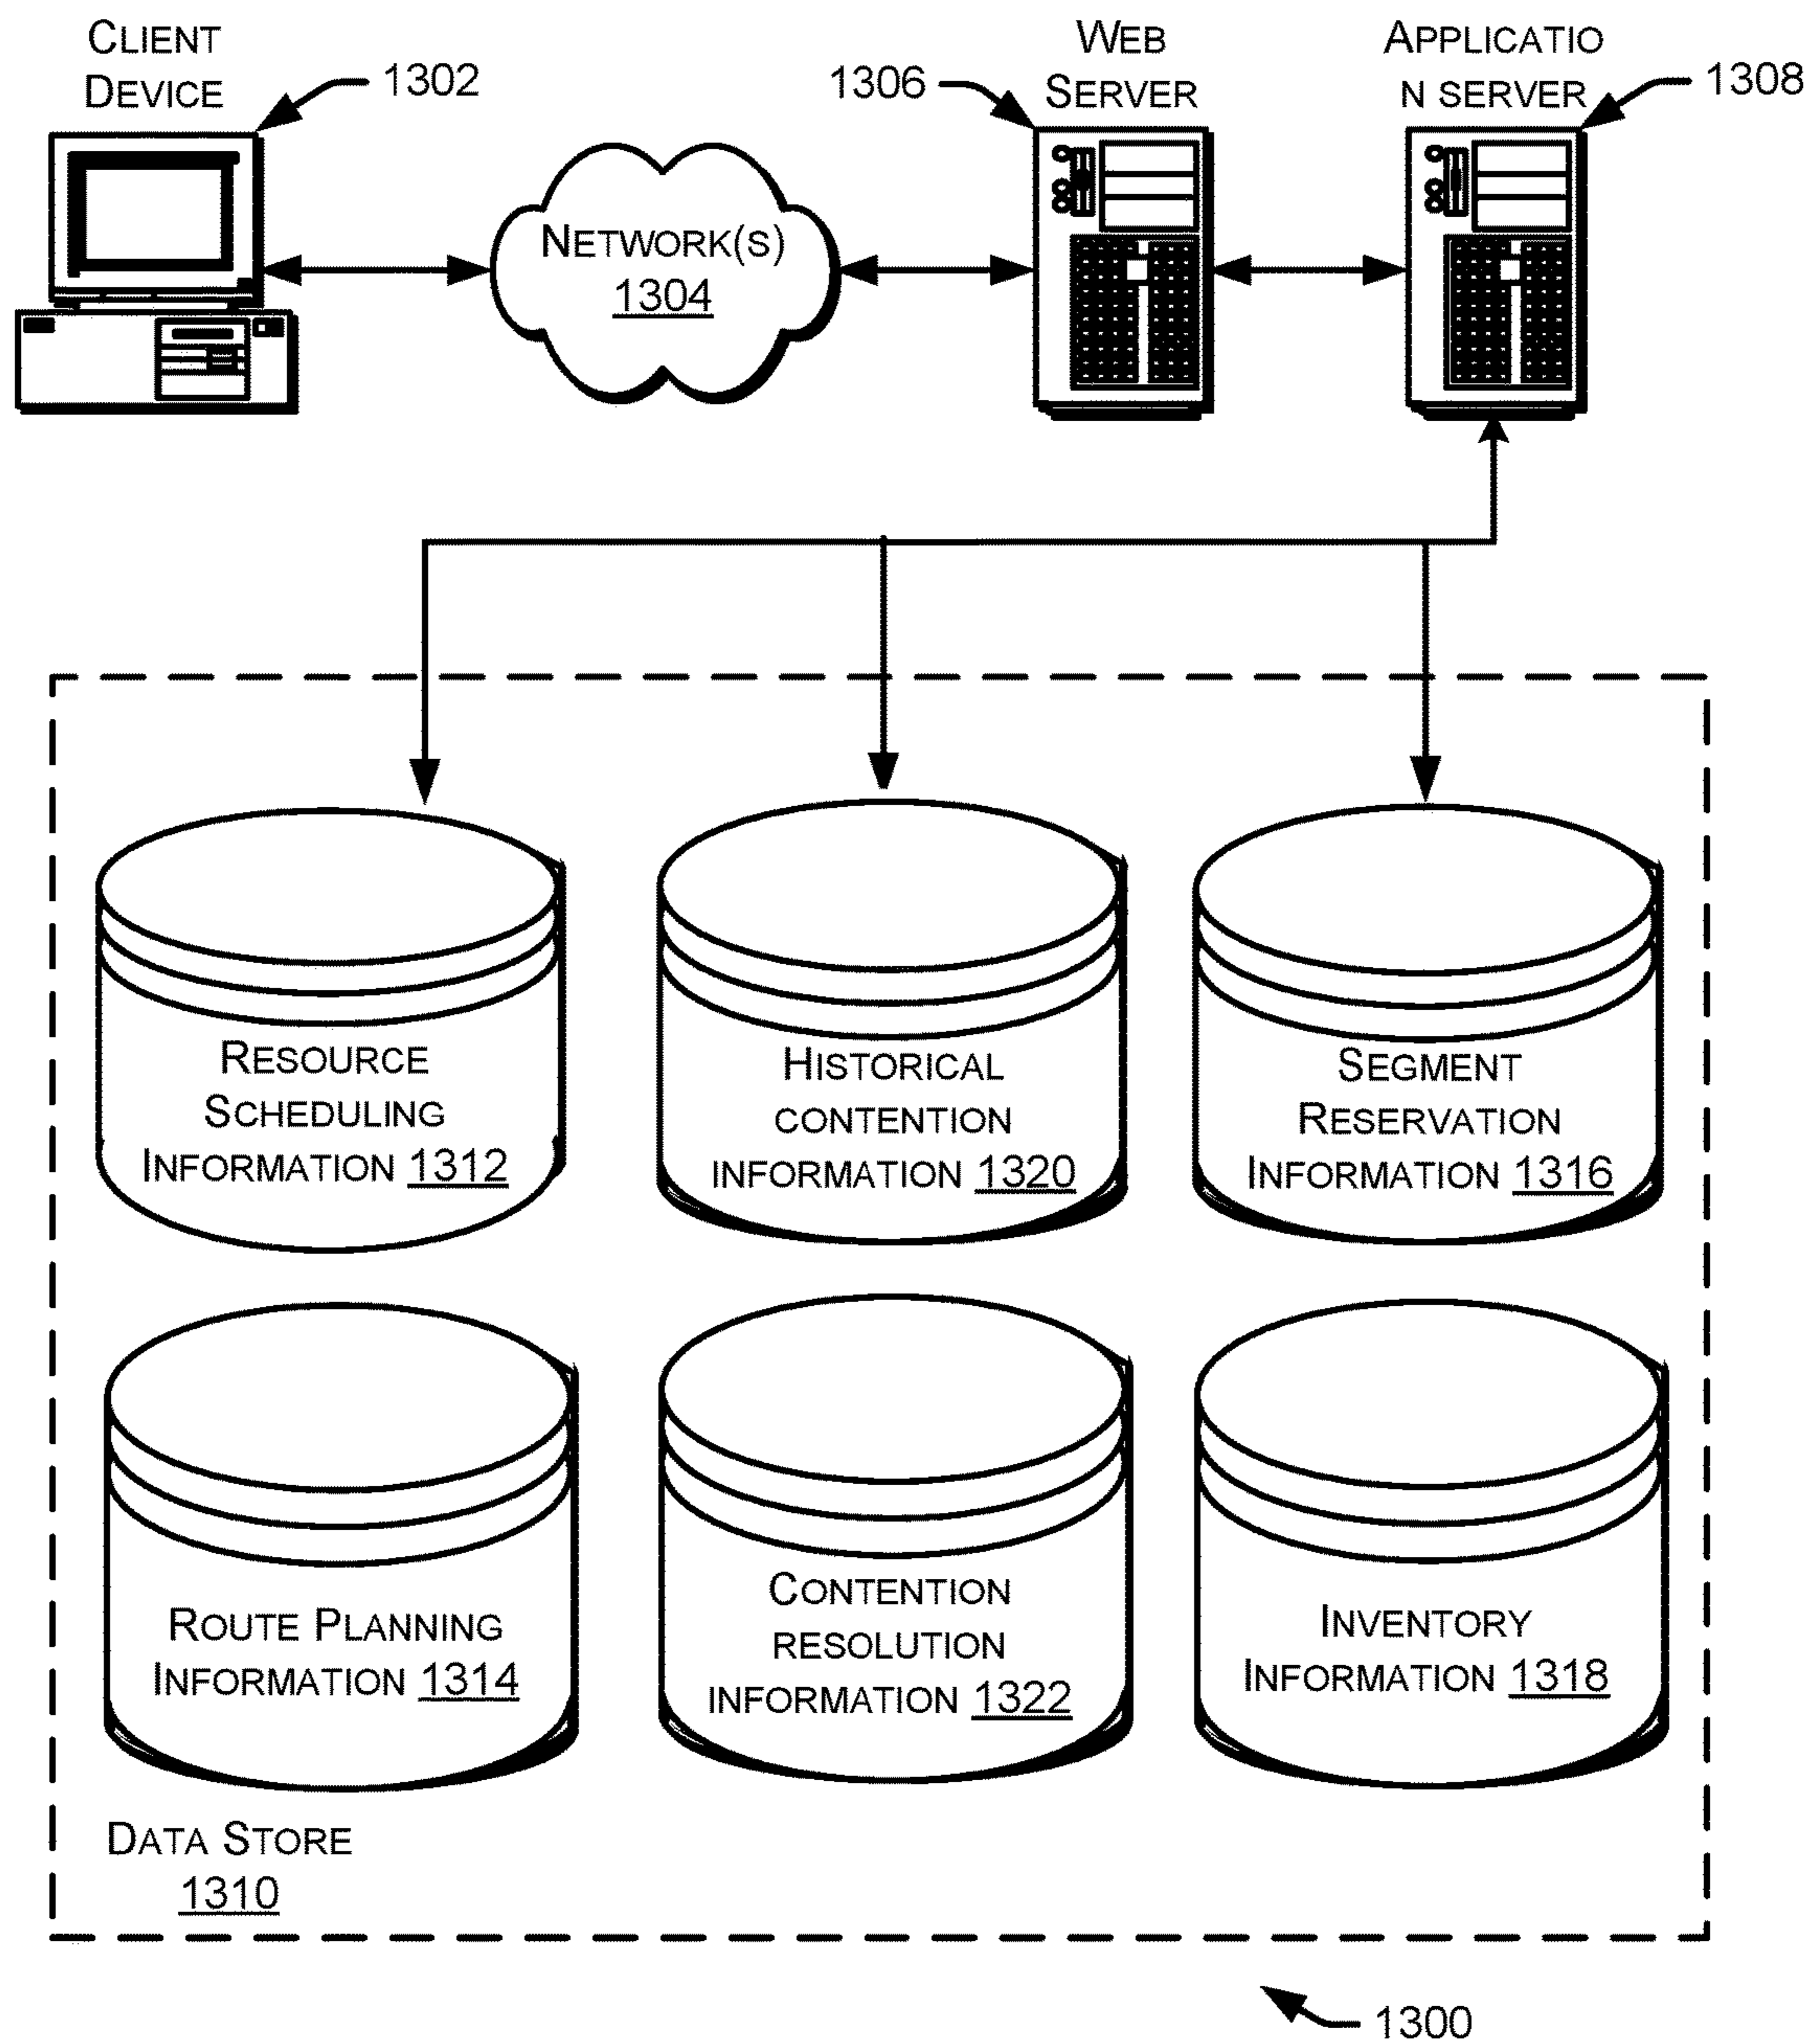 CLIENT
DEVICE
1302
NETWORK(S)
1304
1306
WEB
SERVER
APPLICATIO
N SERVER
1308
RESOURCE
SCHEDULING
INFORMATION 1312
HISTORICAL
CONTENTION
INFORMATION 1320
SEGMENT
RESERVATION
INFORMATION 1316
ROUTE PLANNING
INFORMATION 1314
CONTENTION
RESOLUTION
INFORMATION 1322
INVENTORY
INFORMATION 1318
DATA STORE
1310
1300